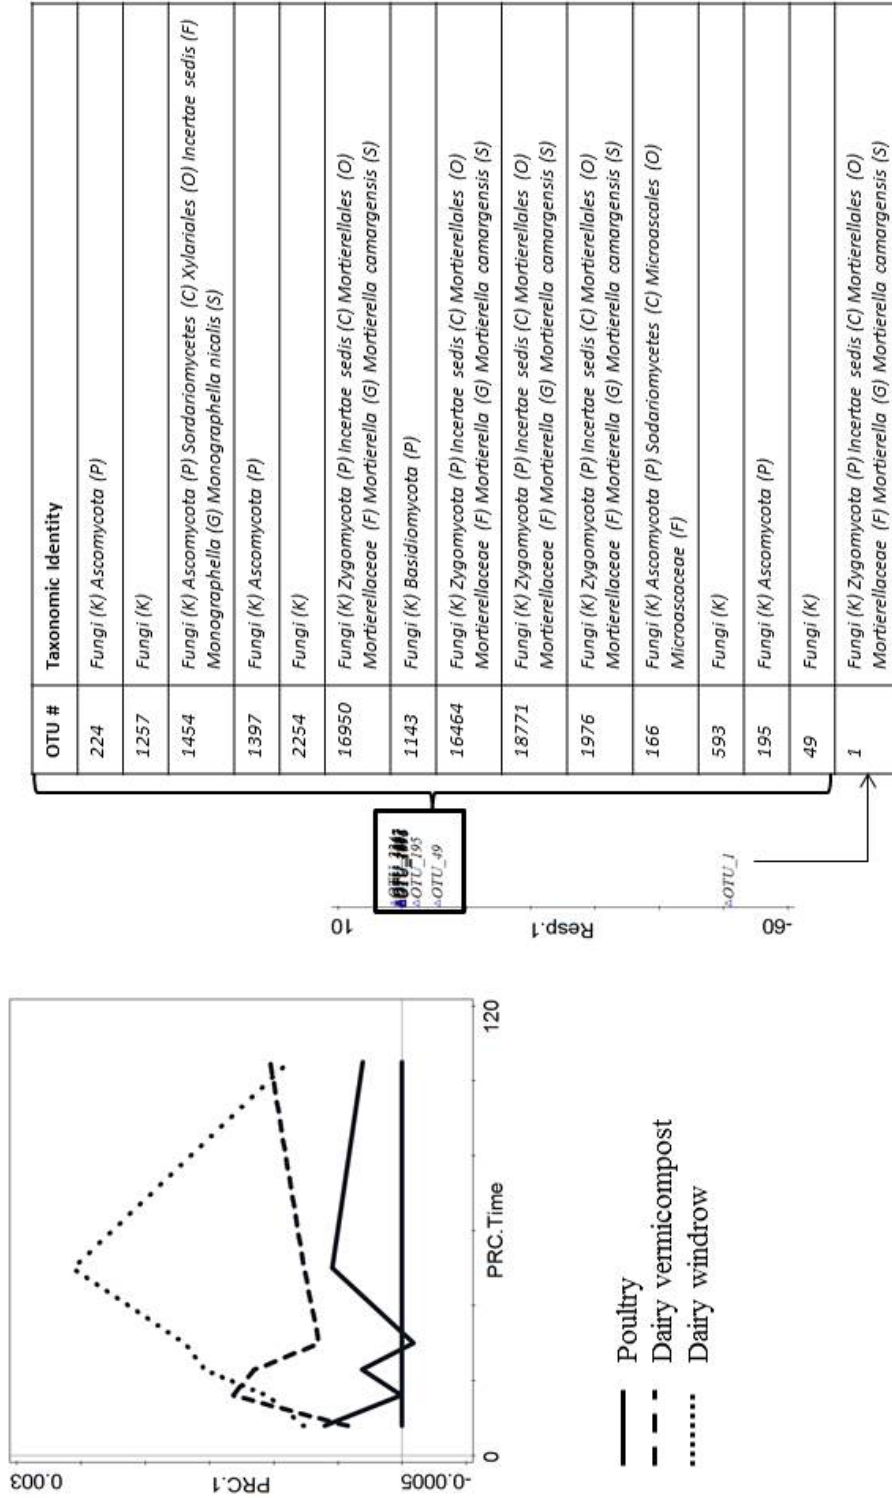 0.003
PRC.1
-0.0005
0
PRC.Time
120
Poultry
Dairy vermicompost
Dairy windrow
10
Resp.1
-60
OTU_195
OTU_49
OTU_1
OTU # Taxonomic Identity
224 Fungi (K) Ascomycota (P)
1257 Fungi (K)
1454 Fungi (K) Ascomycota (P) Sordariomycetes (C) Xylariales (O) Incertae sedis (F)
Monographella (G) Monographella nicalis (S)
1397 Fungi (K) Ascomycota (P)
2254 Fungi (K)
16950 Fungi (K) Zygomycota (P) Incertae sedis (C) Mortierellales (O)
Mortierellaceae (F) Mortierella (G) Mortierella camargensis (S)
1143 Fungi (K) Basidiomycota (P)
16464 Fungi (K) Zygomycota (P) Incertae sedis (C) Mortierellales (O)
Mortierellaceae (F) Mortierella (G) Mortierella camargensis (S)
18771 Fungi (K) Zygomycota (P) Incertae sedis (C) Mortierellales (O)
Mortierellaceae (F) Mortierella (G) Mortierella camargensis (S)
1976 Fungi (K) Zygomycota (P) Incertae sedis (C) Mortierellales (O)
Mortierellaceae (F) Mortierella (G) Mortierella camargensis (S)
166 Fungi (K) Ascomycota (P) Sodariomycetes (C) Microascales (O)
Microascaceae (F)
593 Fungi (K)
195 Fungi (K) Ascomycota (P)
49 Fungi (K)
1 Fungi (K) Zygomycota (P) Incertae sedis (C) Mortierellales (O)
Mortierellaceae (F) Mortierella (G) Mortierella camargensis (S)